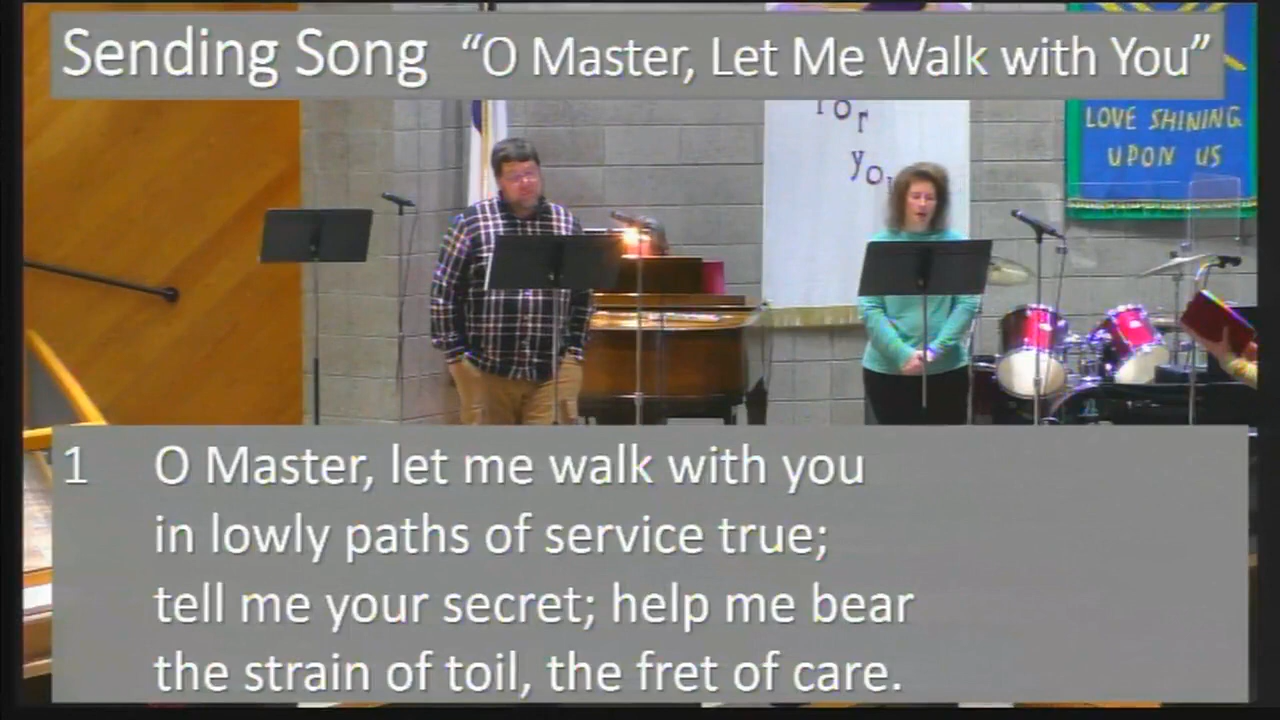 Sending Song “O Master, Let Me Walk with You”
for
LOVE SHINING
UPON US
1 O Master, let me walk with you
in lowly paths of service true;
tell me your secret; help me bear
the strain of toil, the fret of care.